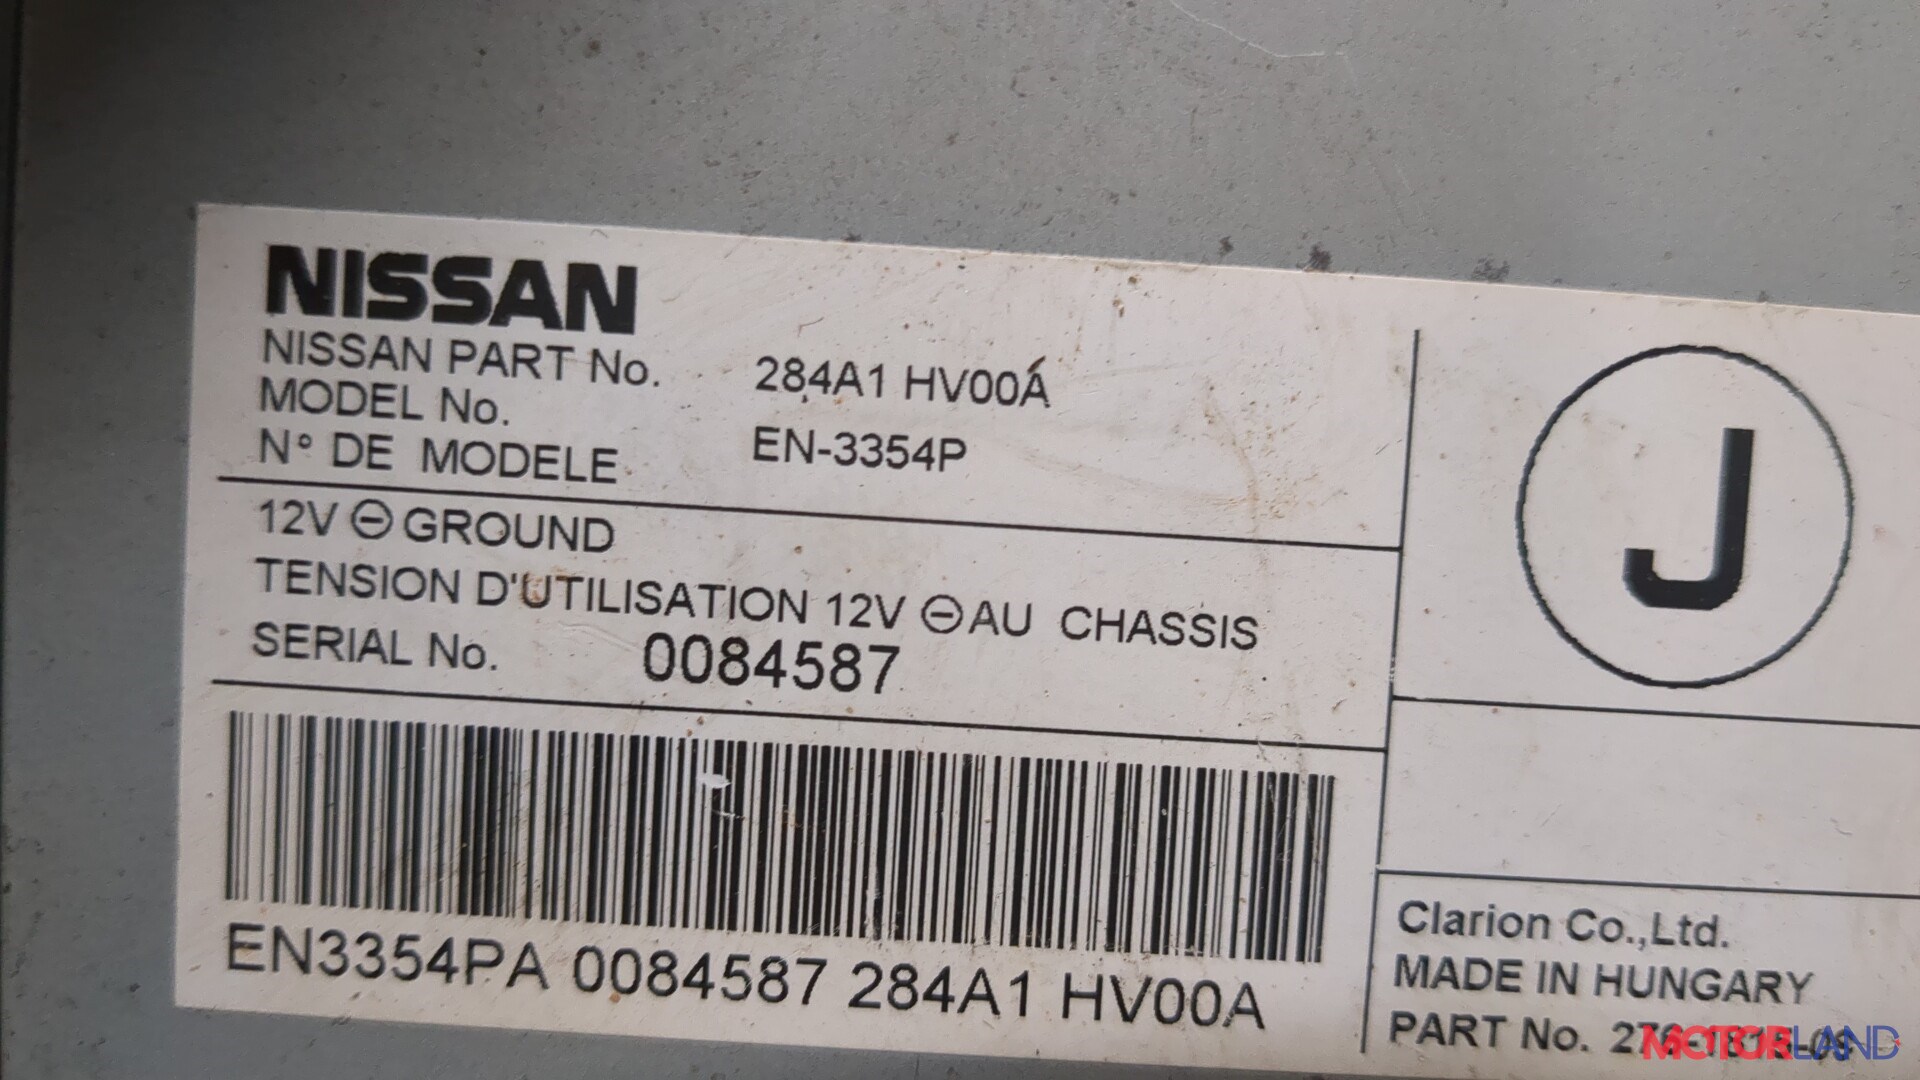 NISSAN
NISSAN PART No. 284A1 HV00A
MODEL No.
N° DE MODELE EN-3354P
12V ⊖ GROUND
TENSION D'UTILISATION 12V ⊖ AU CHASSIS
SERIAL No. 0084587
EN3354PA 0084587 284A1 HV00A
J
Clarion Co.,Ltd.
MADE IN HUNGARY
PART No.
MOTORLAND